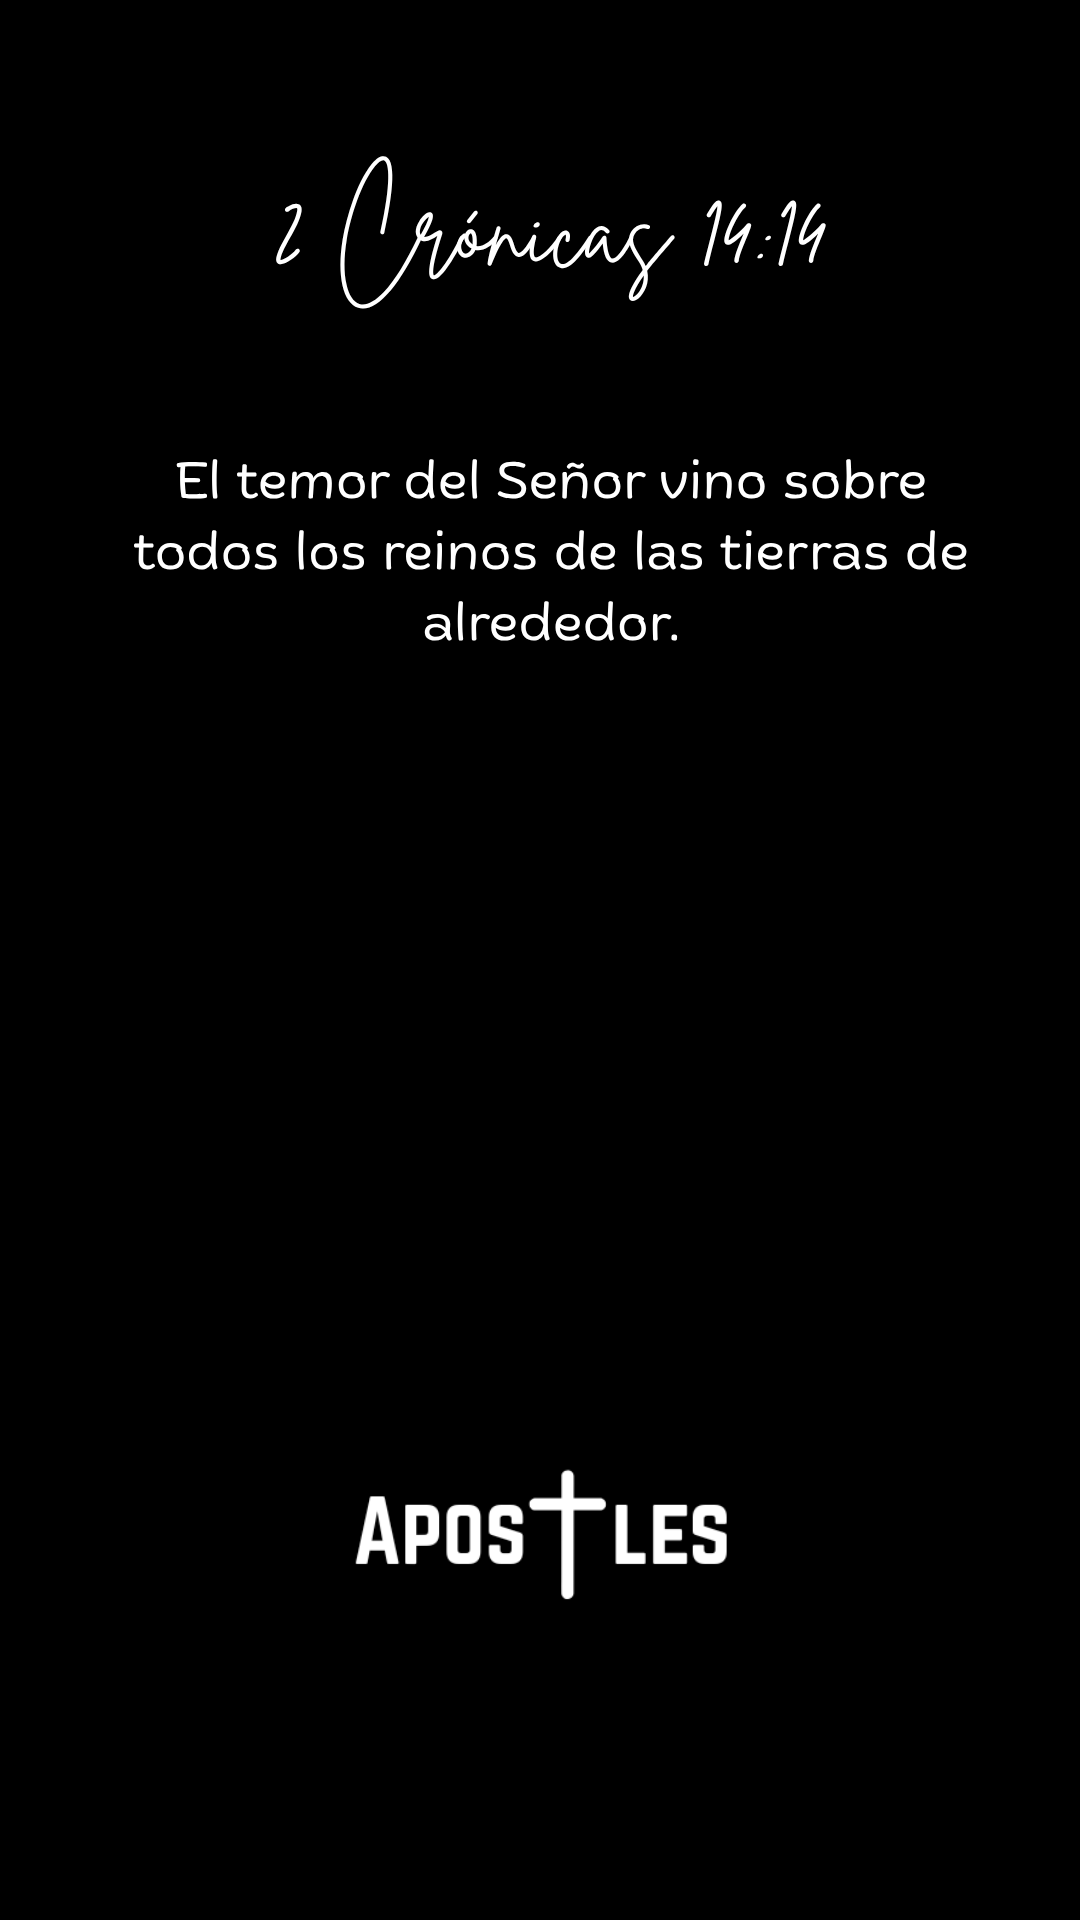 2 Crónicas 14:14
El temor del Señor vino sobre
todos los reinos de las tierras de
alrededor.
APOSTLES